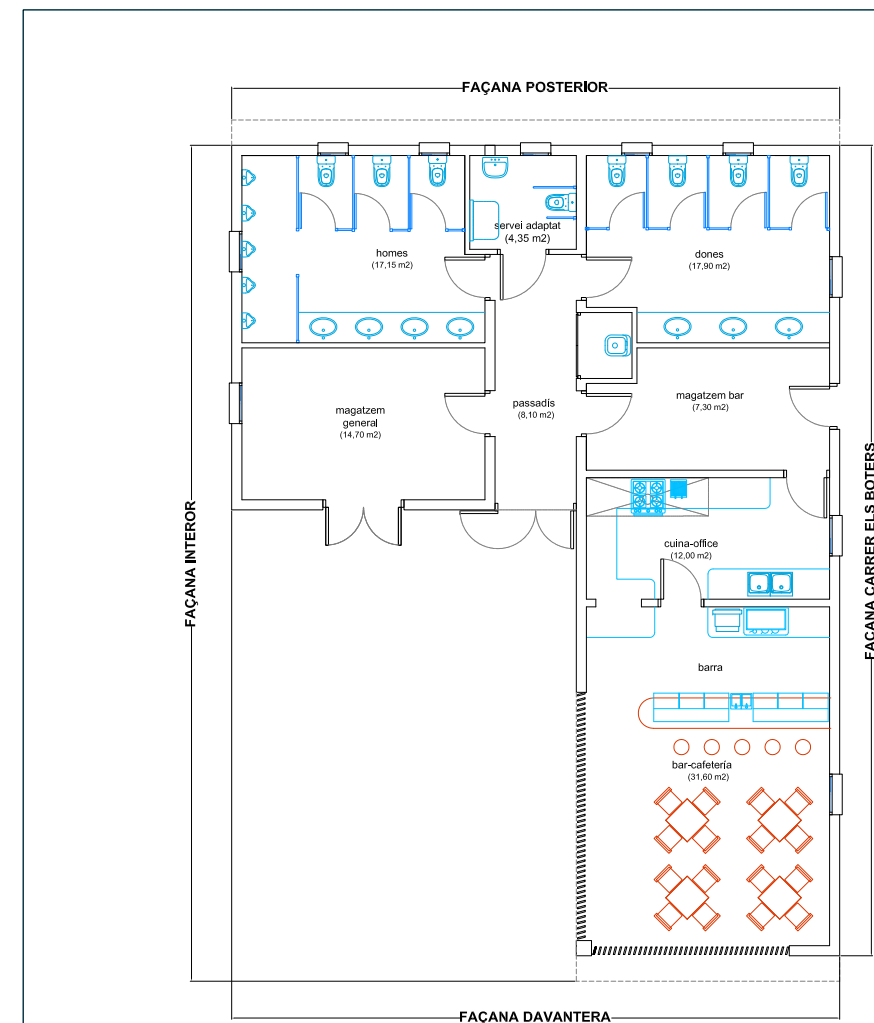 FAÇANA POSTERIOR
servei adaptat
(4,35 m2)
homes
(17,15 m2)
dones
(17,90 m2)
magatzem
general
(14,70 m2)
passadís
(8,10 m2)
magatzem bar
(7,30 m2)
cuina-office
(12,00 m2)
barra
bar-cafetería
(31,60 m2)
FAÇANA INTERIOR
FAÇANA CARRER ELS BOTERS
FAÇANA DAVANTERA